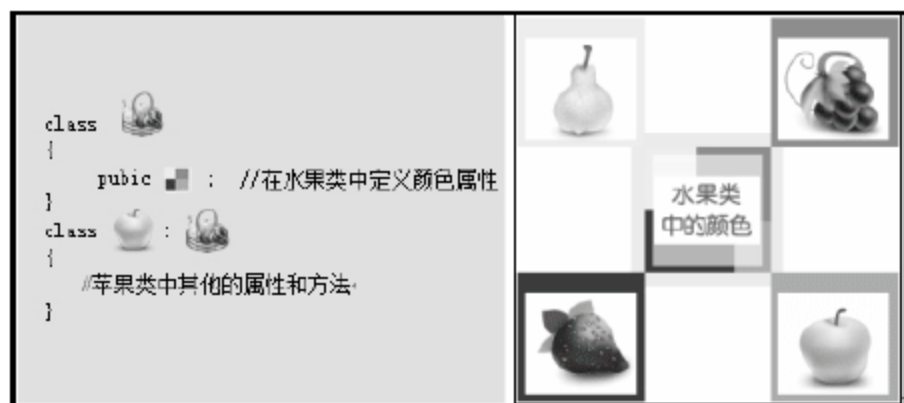 class
{
pubic : //在水果类中定义颜色属性
}
class :
{
//苹果类中其他的属性和方法
}
水果类
中的颜色